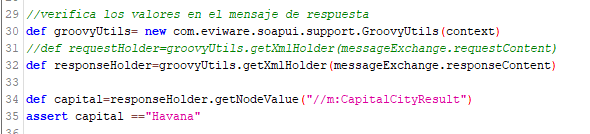 29 //verifica los valores en el mensaje de respuesta
30 def groovyUtils= new com.eviware.soapui.support.GroovyUtils(context)
31 //def requestHolder=groovyUtils.getXmlHolder(messageExchange.requestContent)
32 def responseHolder=groovyUtils.getXmlHolder(messageExchange.responseContent)
33
34 def capital=responseHolder.getNodeValue("//m:CapitalCityResult")
35 assert capital =="Havana"